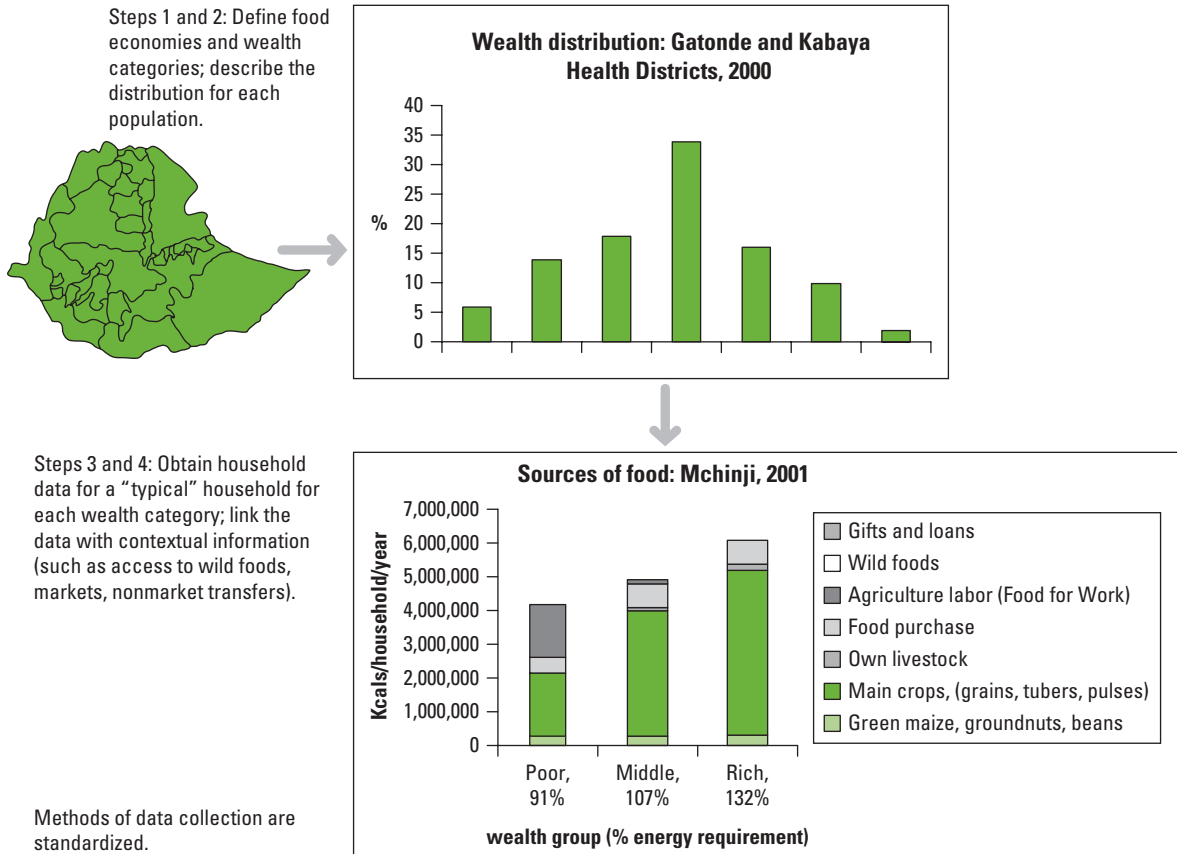 Steps 1 and 2: Define food
economies and wealth
categories; describe the
distribution for each
population.
Wealth distribution: Gatonde and Kabaya
Health Districts, 2000
%
40
35
30
25
20
15
10
5
0
Steps 3 and 4: Obtain household
data for a “typical” household for
each wealth category; link the
data with contextual information
(such as access to wild foods,
markets, nonmarket transfers).
Methods of data collection are
standardized.
Sources of food: Mchinji, 2001
Kcals/household/year
7,000,000
6,000,000
5,000,000
4,000,000
3,000,000
2,000,000
1,000,000
0
Poor,
91%
Middle,
107%
Rich,
132%
wealth group (% energy requirement)
Gifts and loans
Wild foods
Agriculture labor (Food for Work)
Food purchase
Own livestock
Main crops, (grains, tubers, pulses)
Green maize, groundnuts, beans